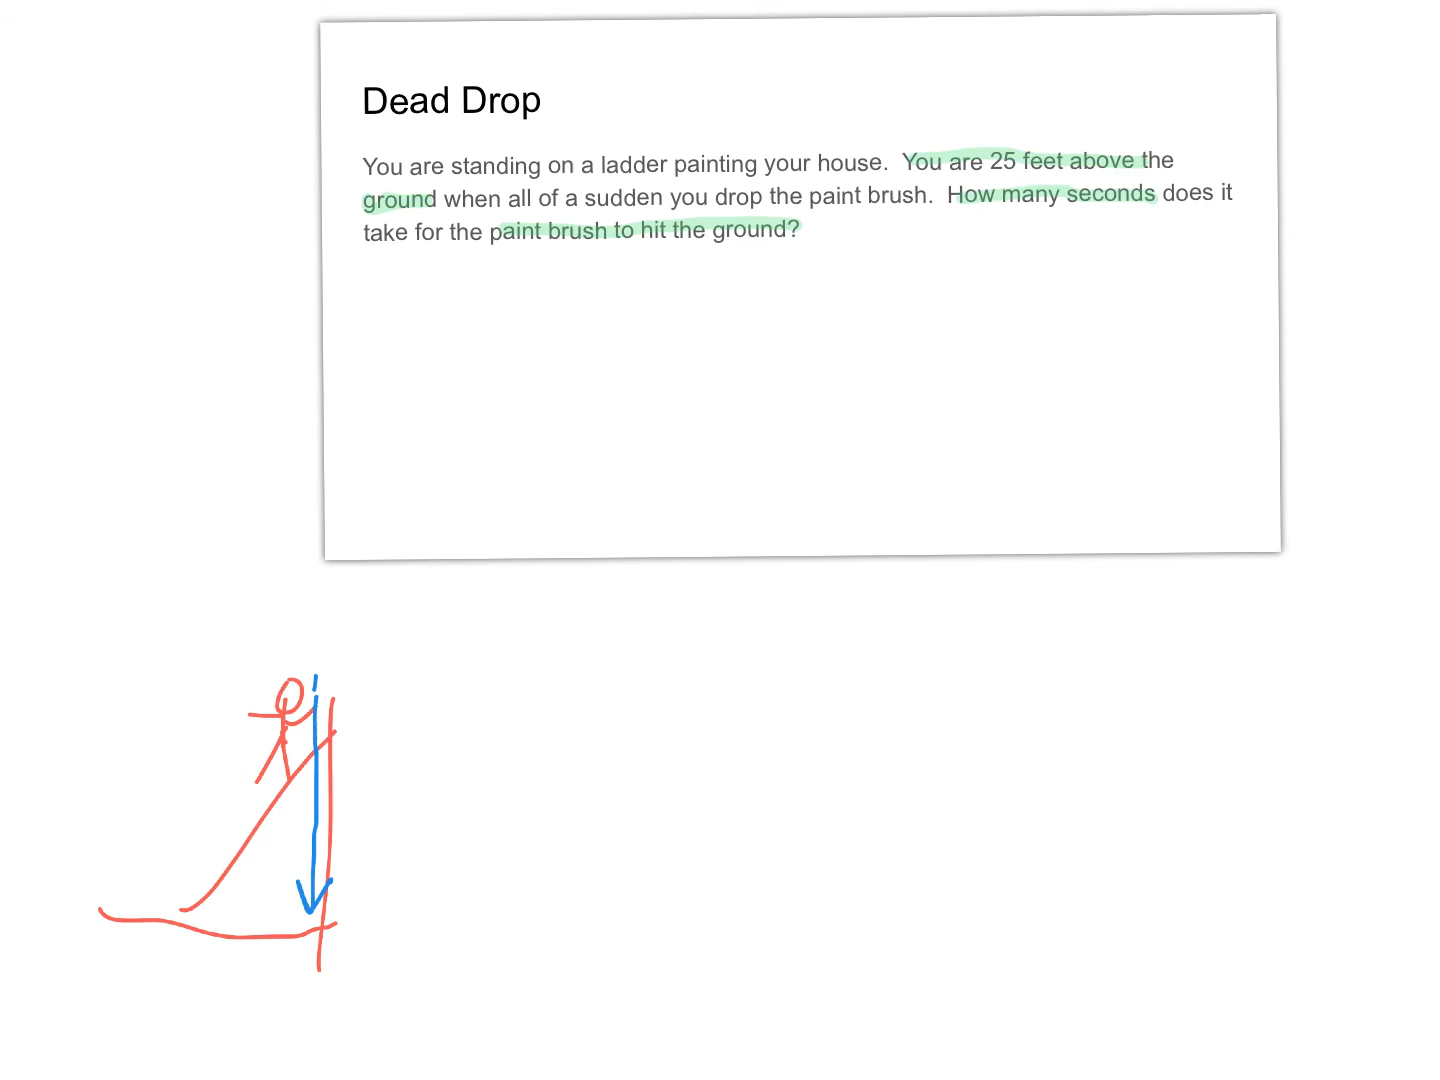 Dead Drop
You are standing on a ladder painting your house.  You are 25 feet above the
ground when all of a sudden you drop the paint brush.  How many seconds does it
take for the paint brush to hit the ground?